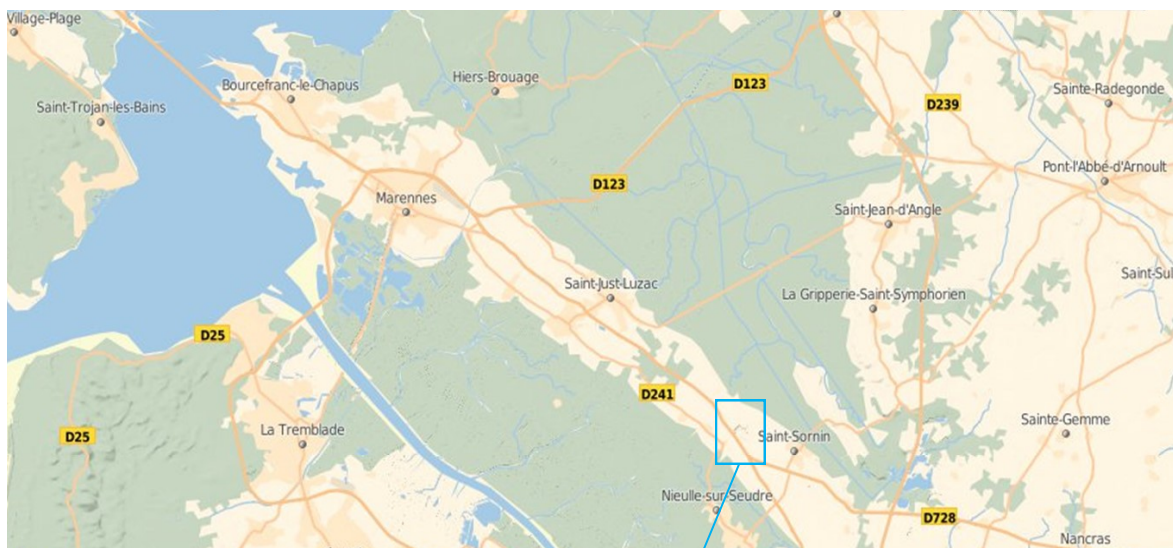 Village-Plage
Hiers-Brouage
D123
Bourcefranc-le-Chapus
Sainte-Radegonde
D239
Saint-Trojan-les-Bains
Pont-l'Abbé-d'Arnoult
D123
Marennes
Saint-Jean-d'Angle
Saint-Just-Luzac
La Gripperie-Saint-Symphorien
D25
D241
Sainte-Gemme
La Tremblade
D25
Saint-Sornin
Nieulle-sur-Seudre
D728
Nancras